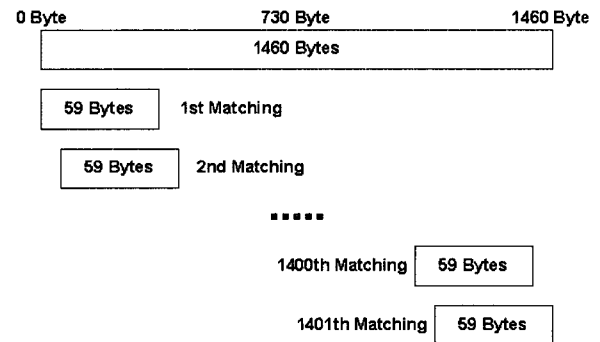 0 Byte 730 Byte 1460 Byte
1460 Bytes
59 Bytes 1st Matching
59 Bytes 2nd Matching
1400th Matching 59 Bytes
1401th Matching 59 Bytes